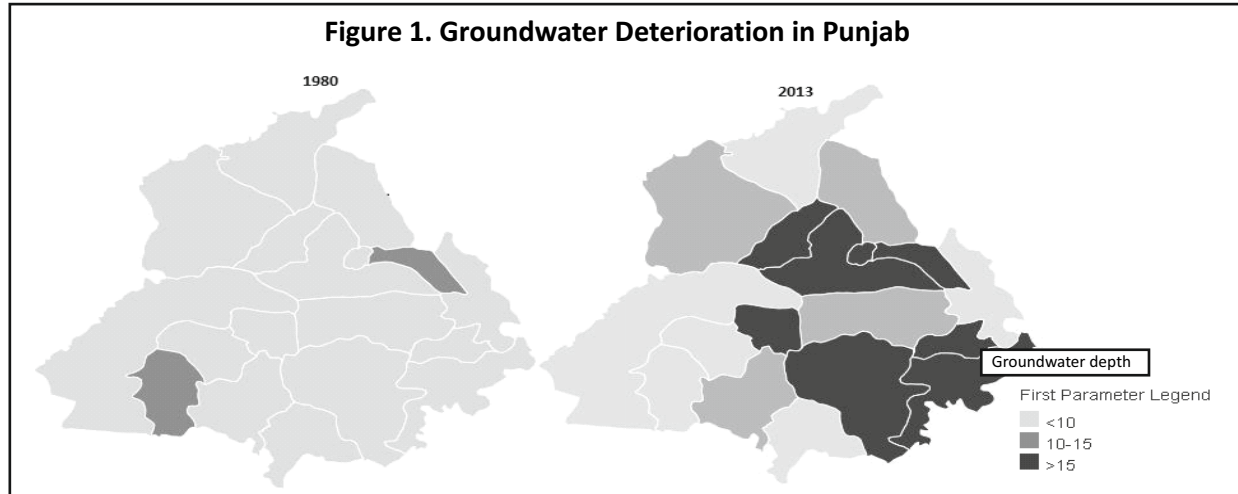 Figure 1. Groundwater Deterioration in Punjab
1980
2013
Groundwater depth
First Parameter Legend
<10
10-15
>15